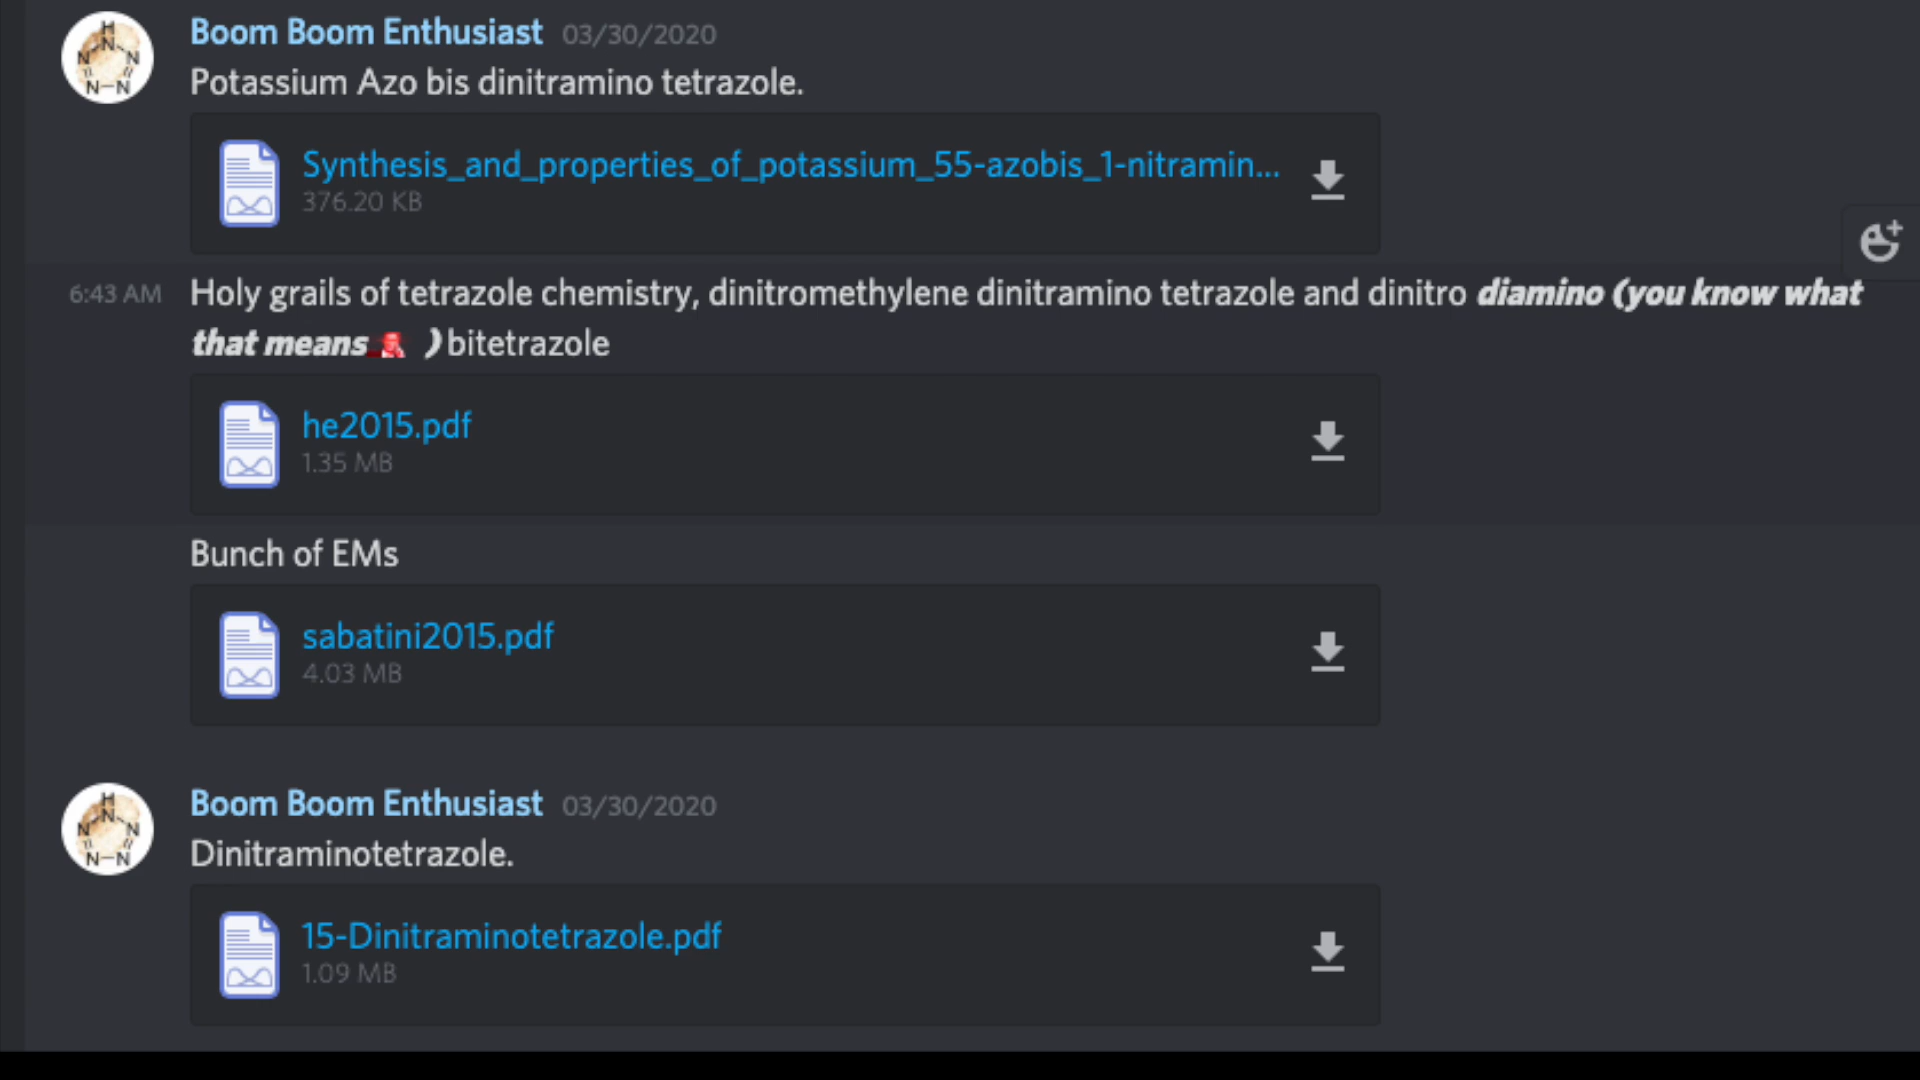 Boom Boom Enthusiast 03/30/2020
Potassium Azo bis dinitramino tetrazole.
Synthesis_and_properties_of_potassium_55-azobis_1-nitramin...
376.20 KB
6:43 AM Holy grails of tetrazole chemistry, dinitromethylene dinitramino tetrazole and dinitro diamino (you know what
that means ) bitetrazole
he2015.pdf
1.35 MB
Bunch of EMs
sabatini2015.pdf
4.03 MB
Boom Boom Enthusiast 03/30/2020
Dinitraminotetrazole.
15-Dinitraminotetrazole.pdf
1.09 MB
H
N
N N
N-N
H
N
N N
N-N